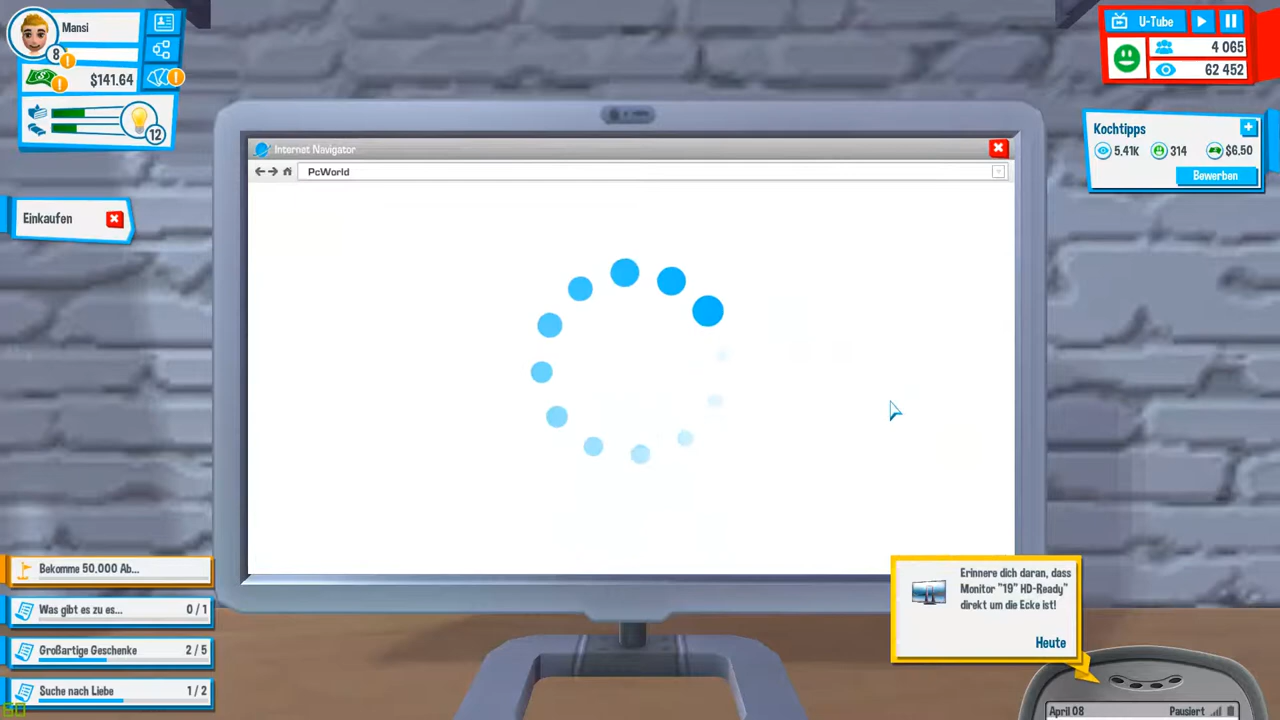 Mansi
8
$141.64
12
Einkaufen
U-Tube
4 065
62 452
Kochtipps
5.41K 314 $6,50
Bewerben
Internet Navigator
PcWorld
Bekomme 50.000 Ab...
Was gibt es zu es... 0 / 1
Großartige Geschenke 2 / 5
Suche nach Liebe 1 / 2
Erinnere dich daran, dass
Monitor "19" HD-Ready"
direkt um die Ecke ist!
Heute
April 08 Pausiert